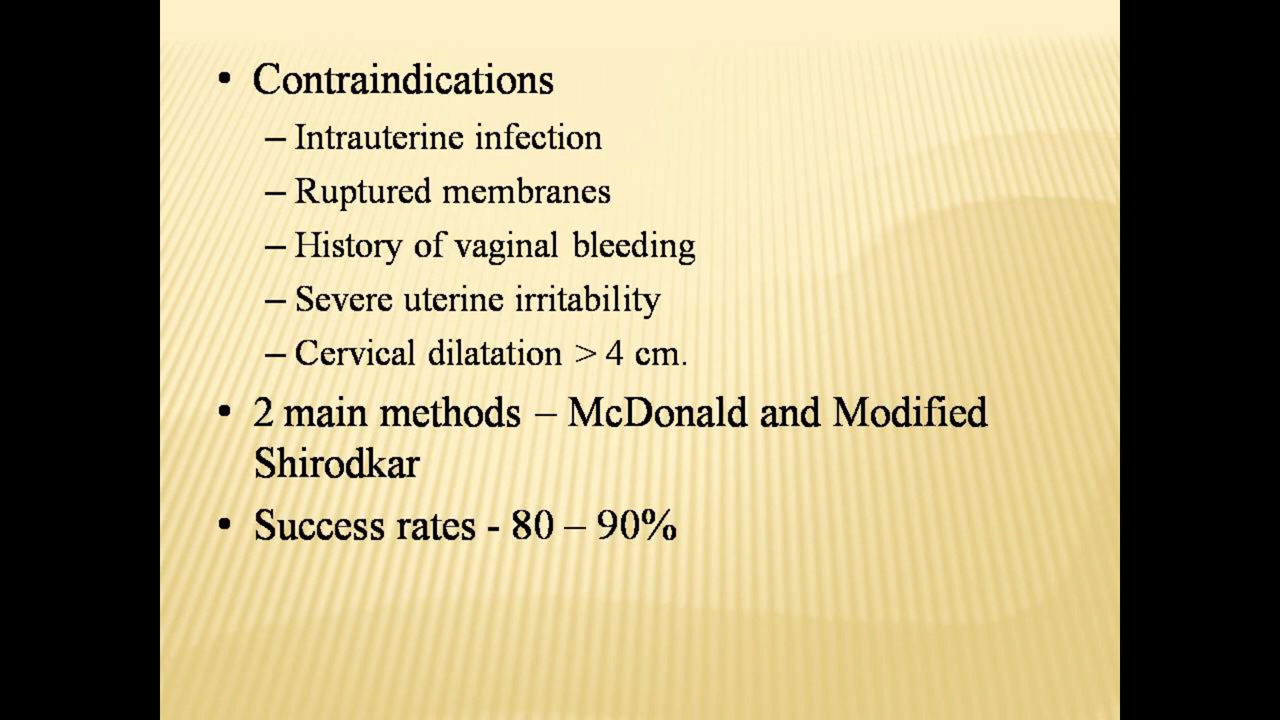 • Contraindications
– Intrauterine infection
– Ruptured membranes
– History of vaginal bleeding
– Severe uterine irritability
– Cervical dilatation > 4 cm.
• 2 main methods – McDonald and Modified
Shirodkar
• Success rates - 80 – 90%